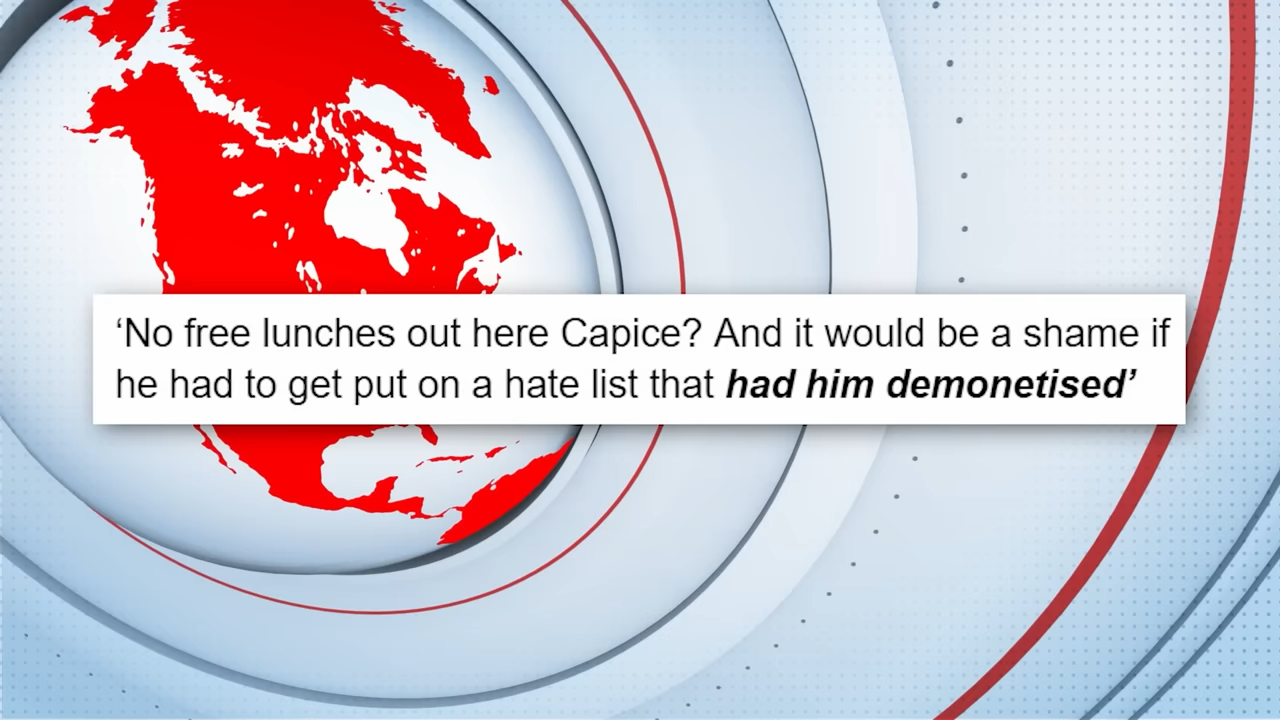 ‘No free lunches out here Capice? And it would be a shame if
he had to get put on a hate list that had him demonetised’